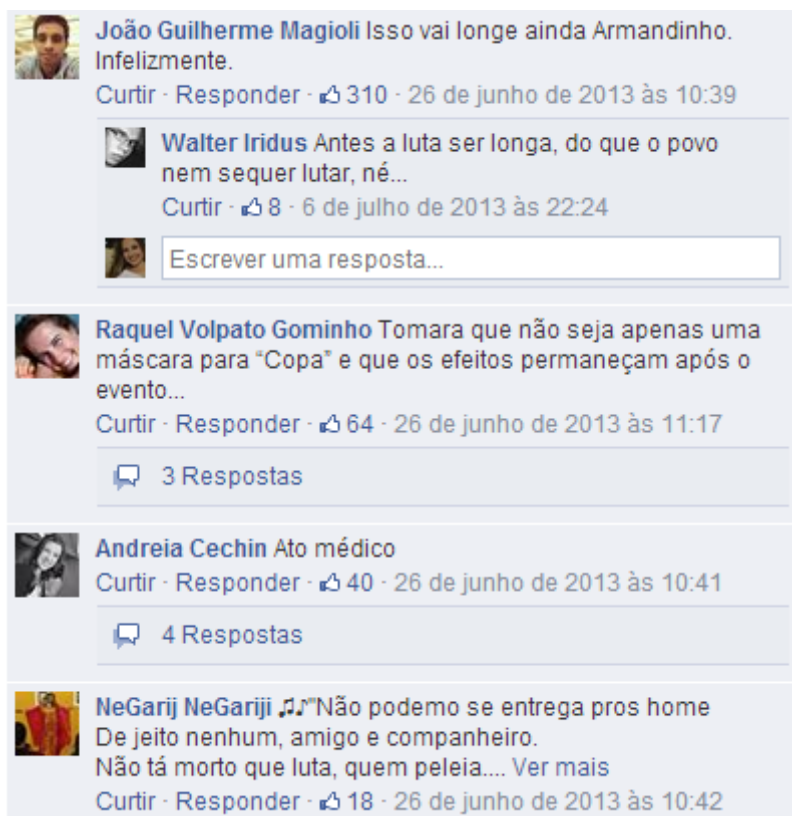 João Guilherme Magioli Isso vai longe ainda Armandinho.
Infelizmente.
Curtir · Responder · 310 · 26 de junho de 2013 às 10:39
Walter Iridus Antes a luta ser longa, do que o povo
nem sequer lutar, né...
Curtir · 8 · 6 de julho de 2013 às 22:24
Escrever uma resposta...
Raquel Volpato Gominho Tomara que não seja apenas uma
máscara para “Copa” e que os efeitos permaneçam após o
evento...
Curtir · Responder · 64 · 26 de junho de 2013 às 11:17
3 Respostas
Andreia Cechin Ato médico
Curtir · Responder · 40 · 26 de junho de 2013 às 10:41
4 Respostas
NeGarij NeGariji ♫♪"Não podemo se entrega pros home
De jeito nenhum, amigo e companheiro.
Não tá morto que luta, quem peleia.... Ver mais
Curtir · Responder · 18 · 26 de junho de 2013 às 10:42